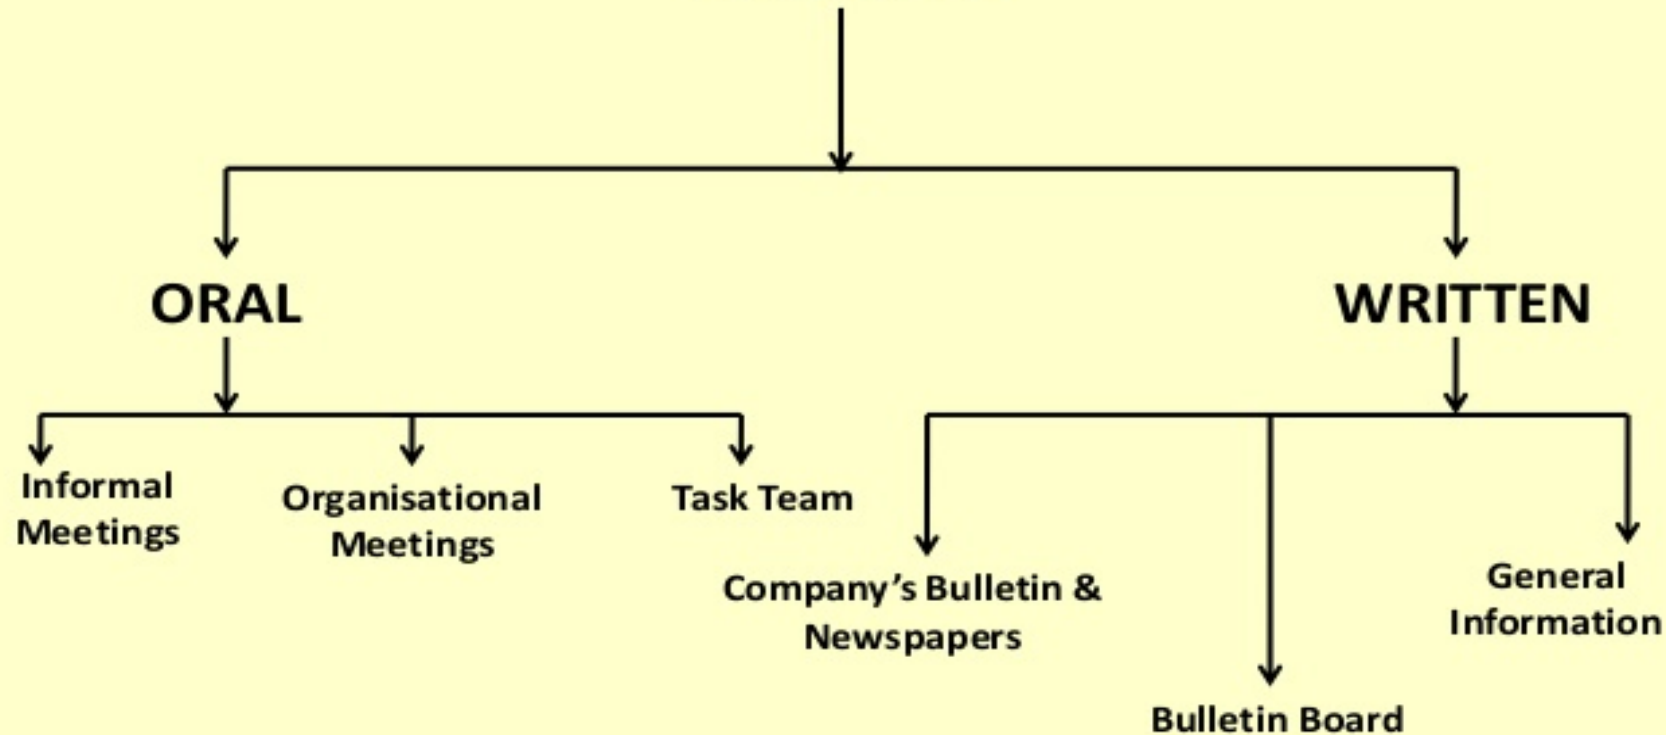 ORAL
WRITTEN
Informal
Meetings
Organisational
Meetings
Task Team
Company’s Bulletin &
Newspapers
Bulletin Board
General
Information